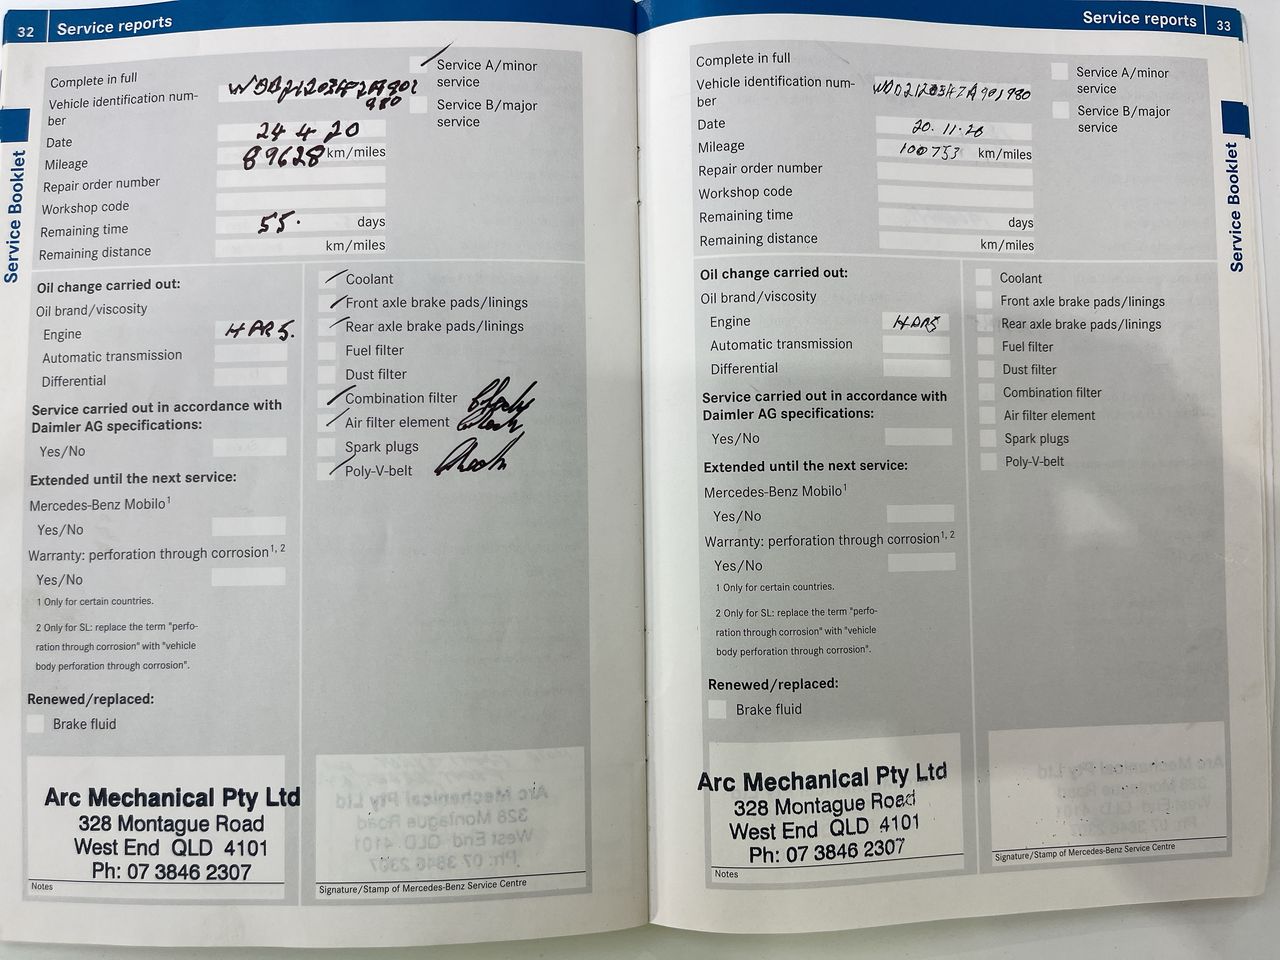 32 Service reports
Complete in full
Vehicle identification num-
ber
980
Date 24 4 20
Mileage 89628 km/miles
Repair order number
Workshop code
Remaining time 55. days
Remaining distance km/miles
Service A/minor
service
Service B/major
service
Oil change carried out:
Oil brand/viscosity
Engine
Automatic transmission
Differential
Service carried out in accordance with
Daimler AG specifications:
Yes/No
Extended until the next service:
Mercedes-Benz Mobilo1
Yes/No
Warranty: perforation through corrosion1, 2
Yes/No
1 Only for certain countries.
2 Only for SL: replace the term "perfo-
ration through corrosion" with "vehicle
body perforation through corrosion".
Renewed/replaced:
Brake fluid
Coolant
Front axle brake pads/linings
Rear axle brake pads/linings
Fuel filter
Dust filter
Combination filter
Air filter element
Spark plugs
Poly-V-belt
Arc Mechanical Pty Ltd
328 Montague Road
West End QLD 4101
Ph: 07 3846 2307
Notes
Signature/Stamp of Mercedes-Benz Service Centre
Service Booklet
Service reports 33
Complete in full
Vehicle identification num-
ber
Date 20.11.20
Mileage 100753 km/miles
Repair order number
Workshop code
Remaining time days
Remaining distance km/miles
Service A/minor
service
Service B/major
service
Oil change carried out:
Oil brand/viscosity
Engine
Automatic transmission
Differential
Service carried out in accordance with
Daimler AG specifications:
Yes/No
Extended until the next service:
Mercedes-Benz Mobilo1
Yes/No
Warranty: perforation through corrosion1, 2
Yes/No
1 Only for certain countries.
2 Only for SL: replace the term "perfo-
ration through corrosion" with "vehicle
body perforation through corrosion".
Renewed/replaced:
Brake fluid
Coolant
Front axle brake pads/linings
Rear axle brake pads/linings
Fuel filter
Dust filter
Combination filter
Air filter element
Spark plugs
Poly-V-belt
Arc Mechanical Pty Ltd
328 Montague Road
West End QLD 4101
Ph: 07 3846 2307
Notes
Signature/Stamp of Mercedes-Benz Service Centre
Service Booklet